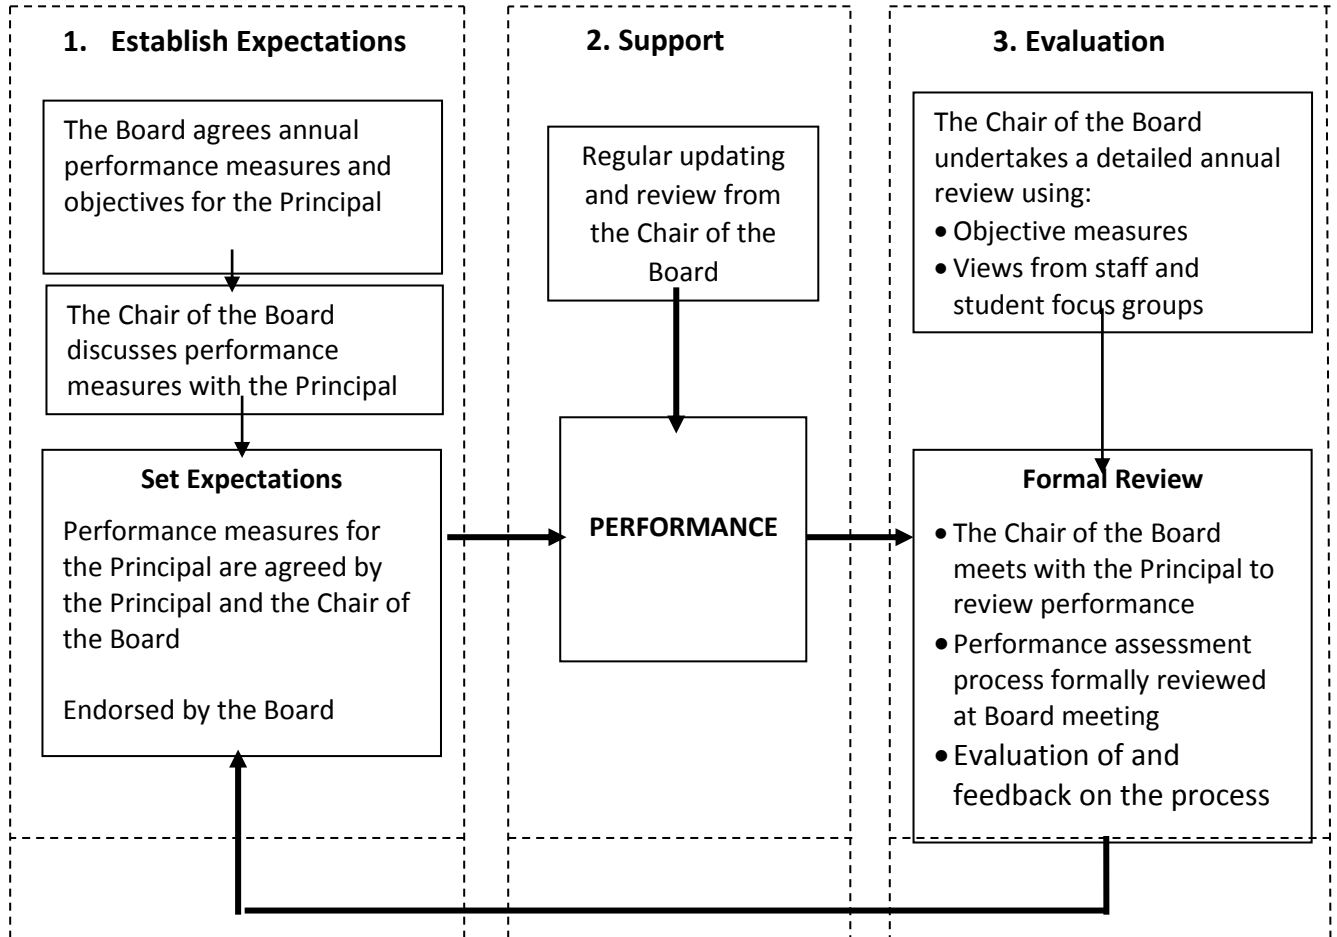 1. Establish Expectations
The Board agrees annual
performance measures and
objectives for the Principal
The Chair of the Board
discusses performance
measures with the Principal
Set Expectations
Performance measures for
the Principal are agreed by
the Principal and the Chair of
the Board
Endorsed by the Board
2. Support
Regular updating
and review from
the Chair of the
Board
PERFORMANCE
3. Evaluation
The Chair of the Board
undertakes a detailed annual
review using:
• Objective measures
• Views from staff and
student focus groups
Formal Review
• The Chair of the Board
meets with the Principal to
review performance
• Performance assessment
process formally reviewed
at Board meeting
• Evaluation of and
feedback on the process